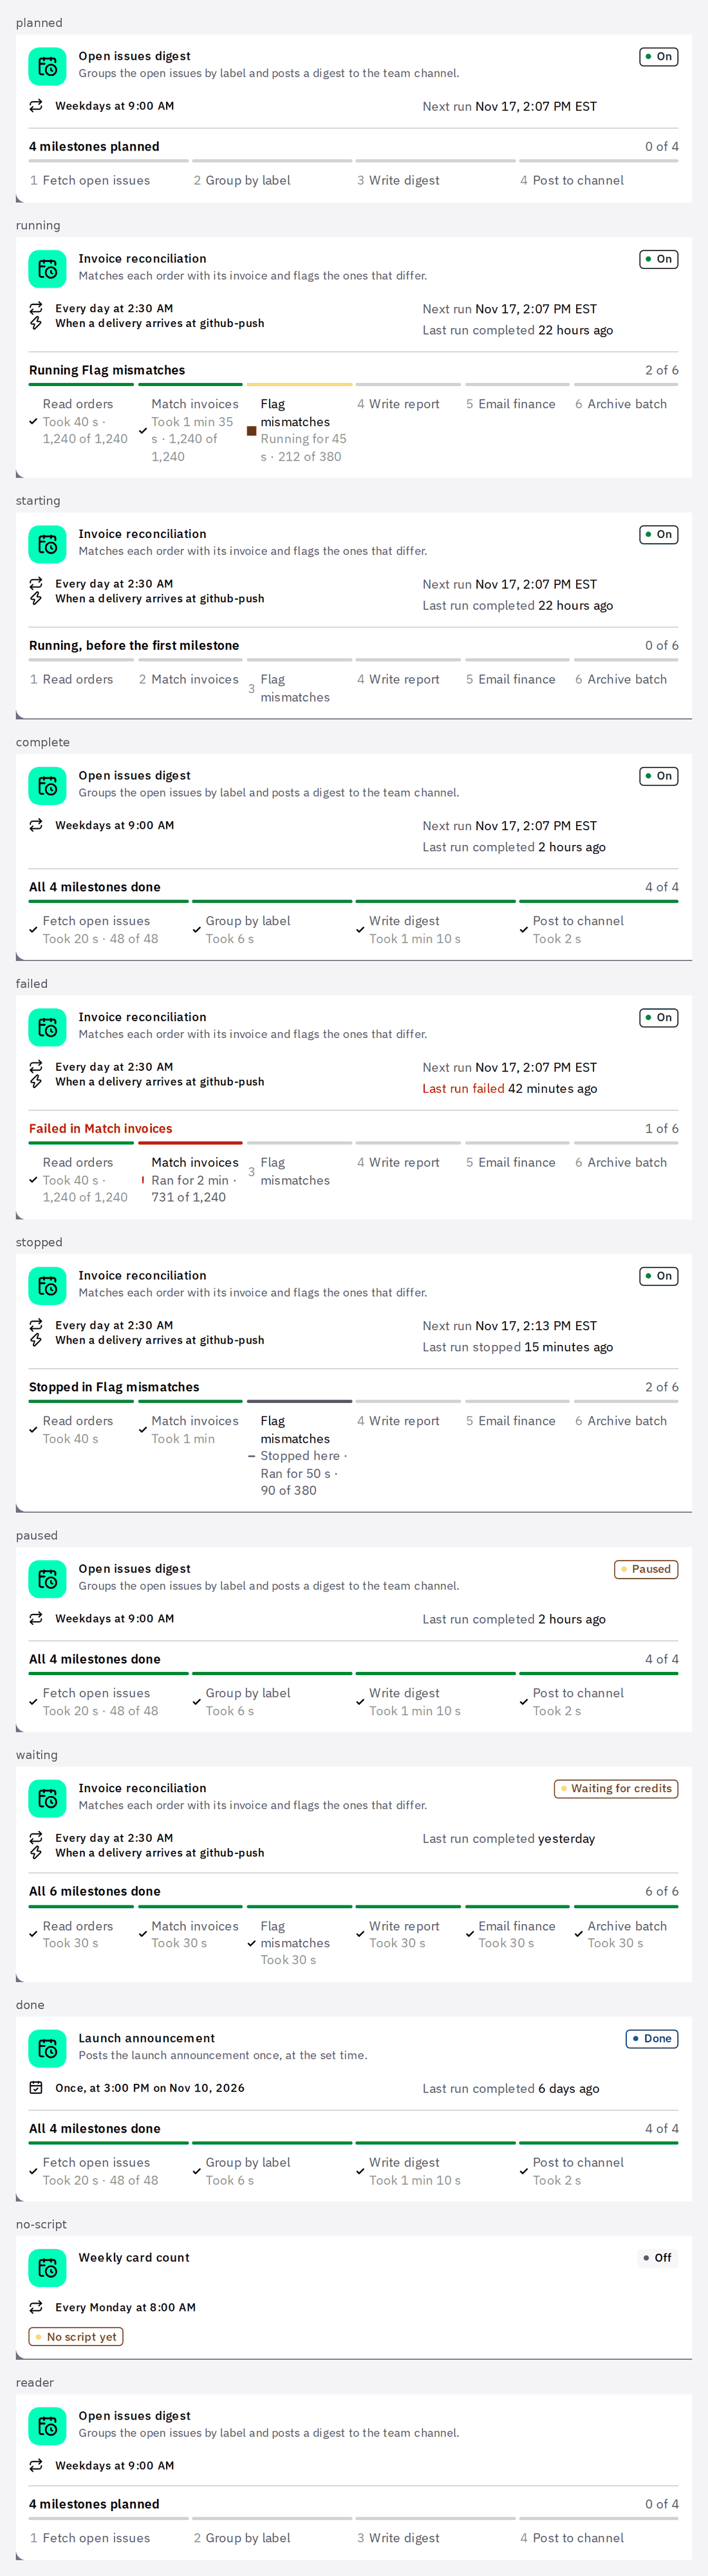 planned
Open issues digest
On
Groups the open issues by label and posts a digest to the team channel.
Weekdays at 9:00 AM
Next run Nov 17, 2:07 PM EST
4 milestones planned
0 of 4
1 Fetch open issues
2 Group by label
3 Write digest
4 Post to channel
running
Invoice reconciliation
On
Matches each order with its invoice and flags the ones that differ.
Every day at 2:30 AM
Next run Nov 17, 2:07 PM EST
When a delivery arrives at github-push
Last run completed 22 hours ago
Running Flag mismatches
2 of 6
Read orders
Took 40 s ·
1,240 of 1,240
Match invoices
Took 1 min 35
s · 1,240 of
1,240
Flag
mismatches
Running for 45
s · 212 of 380
4 Write report
5 Email finance
6 Archive batch
starting
Invoice reconciliation
On
Matches each order with its invoice and flags the ones that differ.
Every day at 2:30 AM
Next run Nov 17, 2:07 PM EST
When a delivery arrives at github-push
Last run completed 22 hours ago
Running, before the first milestone
0 of 6
1 Read orders
2 Match invoices
3 Flag
mismatches
4 Write report
5 Email finance
6 Archive batch
complete
Open issues digest
On
Groups the open issues by label and posts a digest to the team channel.
Weekdays at 9:00 AM
Next run Nov 17, 2:07 PM EST
Last run completed 2 hours ago
All 4 milestones done
4 of 4
Fetch open issues
Took 20 s · 48 of 48
Group by label
Took 6 s
Write digest
Took 1 min 10 s
Post to channel
Took 2 s
failed
Invoice reconciliation
On
Matches each order with its invoice and flags the ones that differ.
Every day at 2:30 AM
Next run Nov 17, 2:07 PM EST
When a delivery arrives at github-push
Last run failed 42 minutes ago
Failed in Match invoices
1 of 6
Read orders
Took 40 s ·
1,240 of 1,240
Match invoices
! Ran for 2 min ·
731 of 1,240
3 Flag
mismatches
4 Write report
5 Email finance
6 Archive batch
stopped
Invoice reconciliation
On
Matches each order with its invoice and flags the ones that differ.
Every day at 2:30 AM
Next run Nov 17, 2:13 PM EST
When a delivery arrives at github-push
Last run stopped 15 minutes ago
Stopped in Flag mismatches
2 of 6
Read orders
Took 40 s
Match invoices
Took 1 min
Flag
mismatches
Stopped here ·
Ran for 50 s ·
90 of 380
4 Write report
5 Email finance
6 Archive batch
paused
Open issues digest
Paused
Groups the open issues by label and posts a digest to the team channel.
Weekdays at 9:00 AM
Last run completed 2 hours ago
All 4 milestones done
4 of 4
Fetch open issues
Took 20 s · 48 of 48
Group by label
Took 6 s
Write digest
Took 1 min 10 s
Post to channel
Took 2 s
waiting
Invoice reconciliation
Waiting for credits
Matches each order with its invoice and flags the ones that differ.
Every day at 2:30 AM
Last run completed yesterday
When a delivery arrives at github-push
All 6 milestones done
6 of 6
Read orders
Took 30 s
Match invoices
Took 30 s
Flag
mismatches
Took 30 s
Write report
Took 30 s
Email finance
Took 30 s
Archive batch
Took 30 s
done
Launch announcement
Done
Posts the launch announcement once, at the set time.
Once, at 3:00 PM on Nov 10, 2026
Last run completed 6 days ago
All 4 milestones done
4 of 4
Fetch open issues
Took 20 s · 48 of 48
Group by label
Took 6 s
Write digest
Took 1 min 10 s
Post to channel
Took 2 s
no-script
Weekly card count
Off
Every Monday at 8:00 AM
No script yet
reader
Open issues digest
Groups the open issues by label and posts a digest to the team channel.
Weekdays at 9:00 AM
4 milestones planned
0 of 4
1 Fetch open issues
2 Group by label
3 Write digest
4 Post to channel